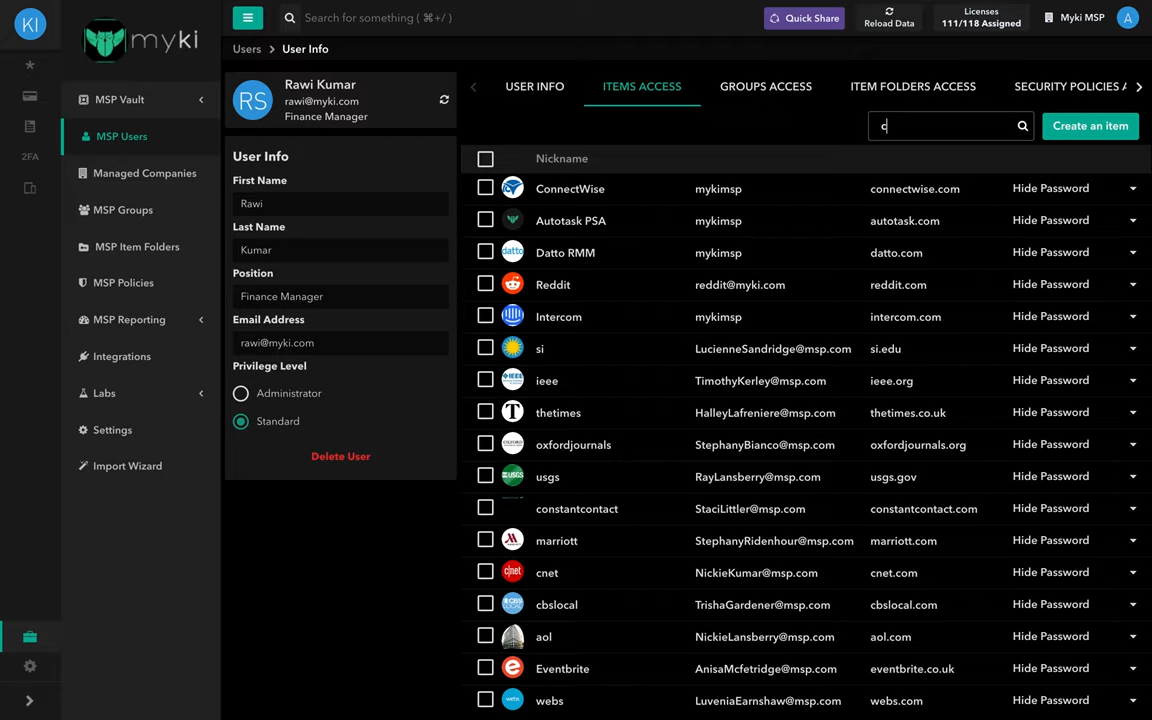 KI
myki
Search for something ( ⌘+/ )
Quick Share
Reload Data
Licenses
111/118 Assigned
Myki MSP
A
2FA
MSP Vault
MSP Users
Managed Companies
MSP Groups
MSP Item Folders
MSP Policies
MSP Reporting
Integrations
Labs
Settings
Import Wizard
Users
User Info
RS
Rawi Kumar
rawi@myki.com
Finance Manager
User Info
First Name
Rawi
Last Name
Kumar
Position
Finance Manager
Email Address
rawi@myki.com
Privilege Level
Administrator
Standard
Delete User
USER INFO ITEMS ACCESS GROUPS ACCESS ITEM FOLDERS ACCESS SECURITY POLICIES A
c
Create an item
Nickname
ConnectWise mykimsp connectwise.com Hide Password
Autotask PSA mykimsp autotask.com Hide Password
datto Datto RMM mykimsp datto.com Hide Password
Reddit reddit@myki.com reddit.com Hide Password
Intercom mykimsp intercom.com Hide Password
si LucienneSandridge@msp.com si.edu Hide Password
IEEE ieee TimothyKerley@msp.com ieee.org Hide Password
T thetimes HalleyLafreniere@msp.com thetimes.co.uk Hide Password
OXFORD oxfordjournals StephanyBianco@msp.com oxfordjournals.org Hide Password
USGS usgs RayLansberry@msp.com usgs.gov Hide Password
constantcontact StaciLittler@msp.com constantcontact.com Hide Password
marriott StephanyRidenhour@msp.com marriott.com Hide Password
c|net cnet NickieKumar@msp.com cnet.com Hide Password
CBS LOCAL cbslocal TrishaGardener@msp.com cbslocal.com Hide Password
aol NickieLansberry@msp.com aol.com Hide Password
e Eventbrite AnisaMcfetridge@msp.com eventbrite.co.uk Hide Password
webs webs LuveniaEarnshaw@msp.com webs.com Hide Password